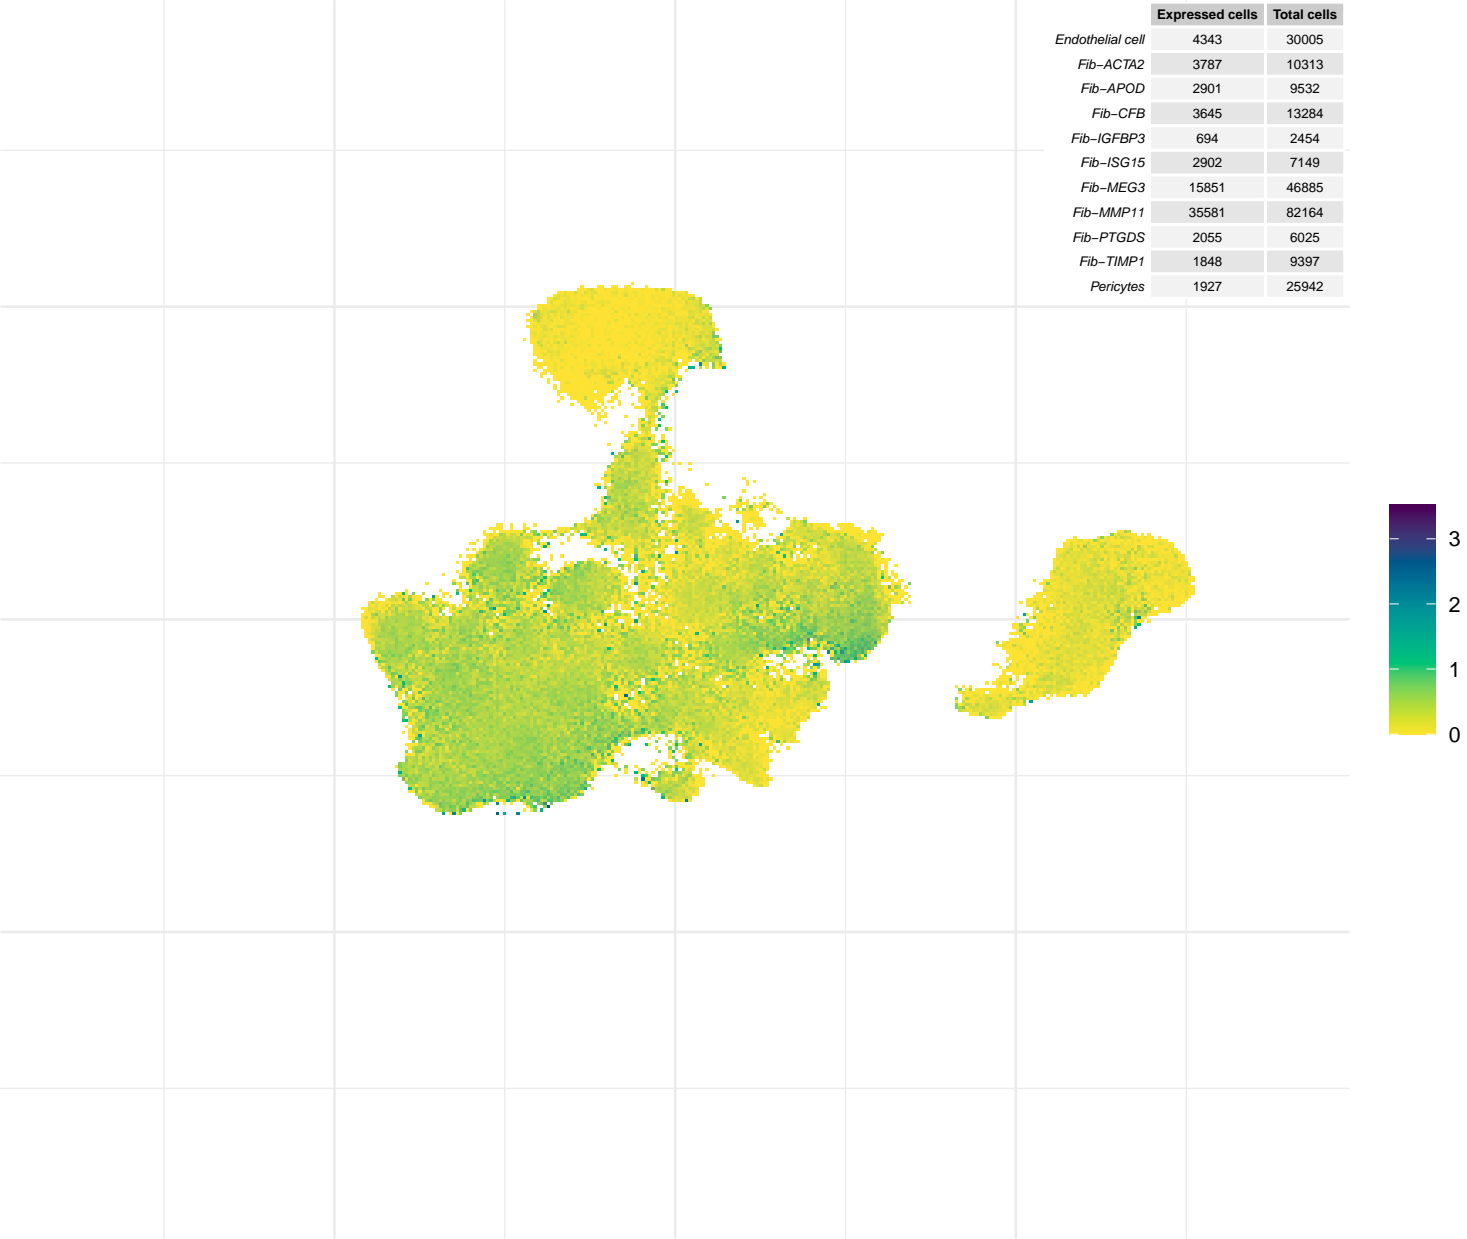 Expressed cells Total cells
Endothelial cell 4343 30005
Fib−ACTA2 3787 10313
Fib−APOD 2901 9532
Fib−CFB 3645 13284
Fib−IGFBP3 694 2454
Fib−ISG15 2902 7149
Fib−MEG3 15851 46885
Fib−MMP11 35581 82164
Fib−PTGDS 2055 6025
Fib−TIMP1 1848 9397
Pericytes 1927 25942
3
2
1
0